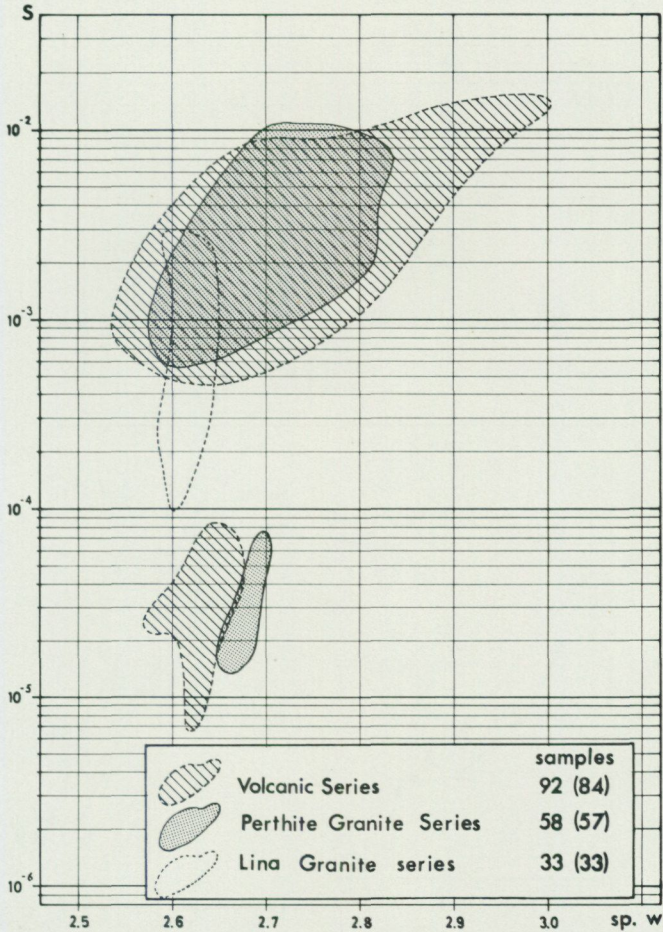 S
10-2
10-3
10-4
10-5
10-6
samples
Volcanic Series 92 (84)
Perthite Granite Series 58 (57)
Lina Granite series 33 (33)
2.5 2.6 2.7 2.8 2.9 3.0 sp. w